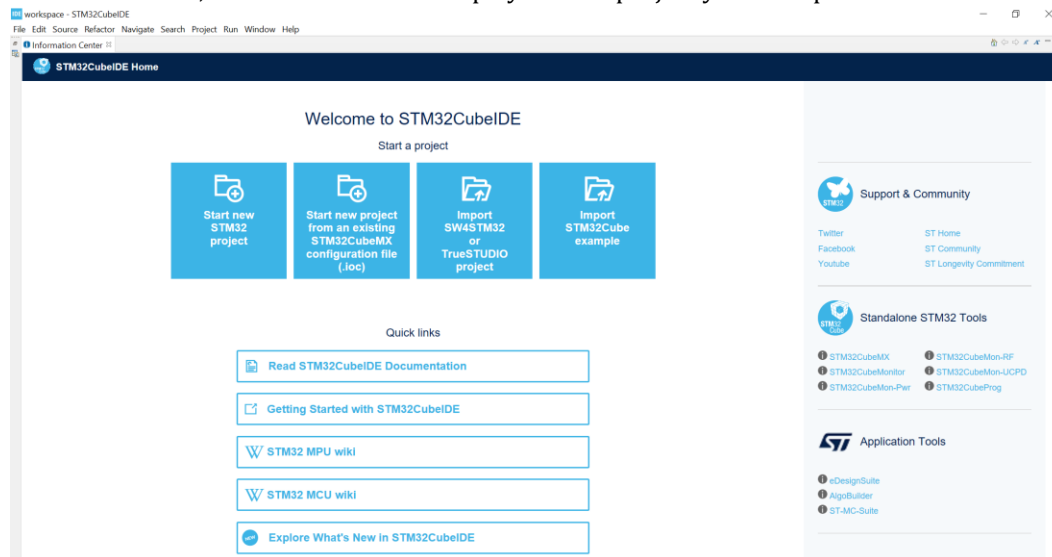 workspace - STM32CubeIDE
File Edit Source Refactor Navigate Search Project Run Window Help
Information Center
STM32CubeIDE Home
Welcome to STM32CubeIDE
Start a project
Start new
STM32
project
Start new project
from an existing
STM32CubeMX
configuration file
(.ioc)
Import
SW4STM32
or
TrueSTUDIO
project
Import
STM32Cube
example
Quick links
Read STM32CubeIDE Documentation
Getting Started with STM32CubeIDE
STM32 MPU wiki
STM32 MCU wiki
Explore What's New in STM32CubeIDE
Support & Community
Twitter
ST Home
Facebook
ST Community
Youtube
ST Longevity Commitment
Standalone STM32 Tools
STM32CubeMX
STM32CubeMon-RF
STM32CubeMonitor
STM32CubeMon-UCPD
STM32CubeMon-Pwr
STM32CubeProg
Application Tools
eDesignSuite
AlgoBuilder
ST-MC-Suite